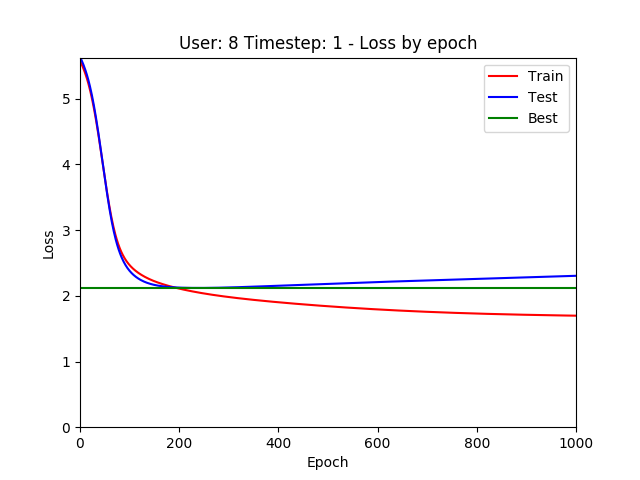 User: 8 Timestep: 1 - Loss by epoch
Train
Test
Best
5
4
3
2
1
0
Loss
0 200 400 600 800 1000
Epoch